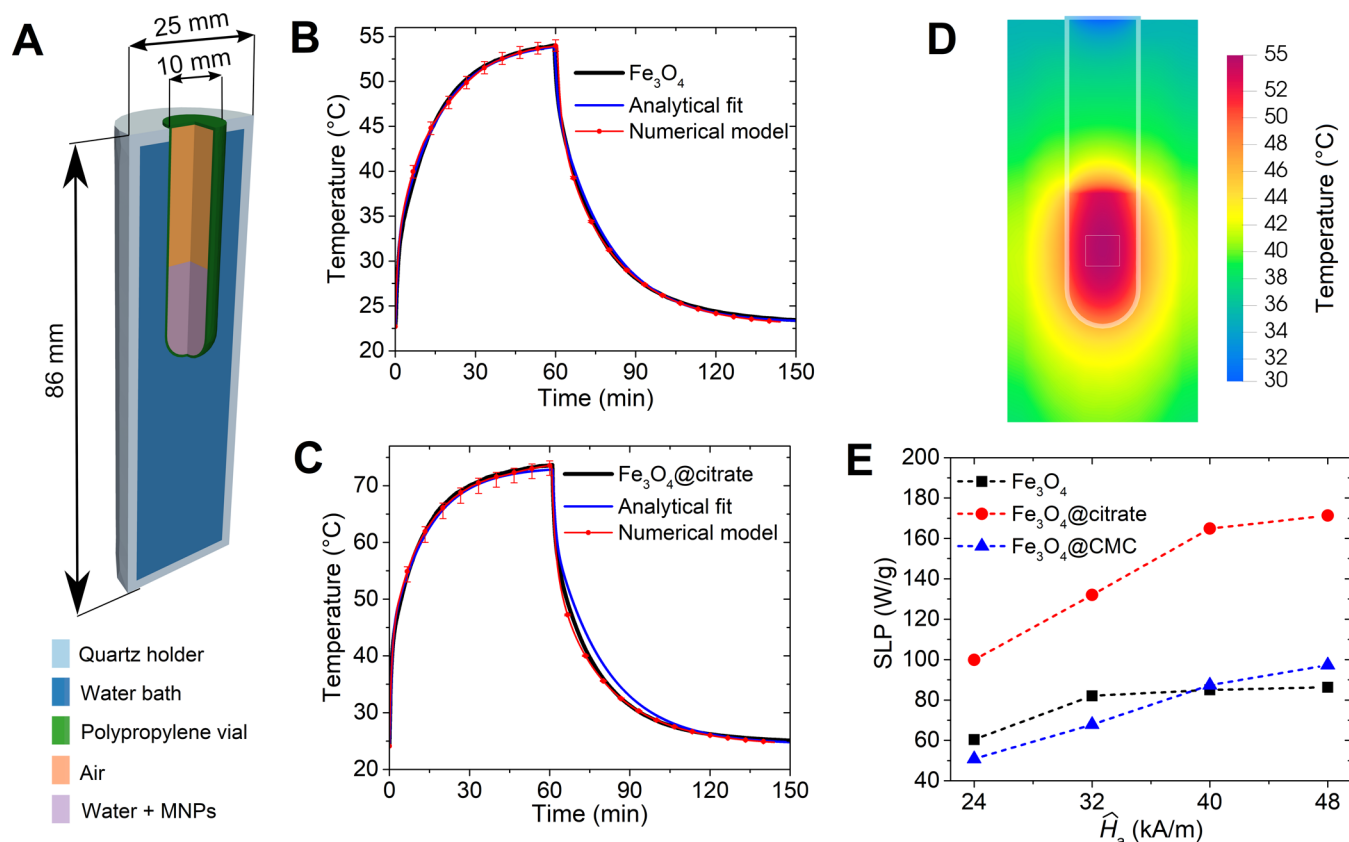 A
25 mm
10 mm
86 mm
Quartz holder
Water bath
Polypropylene vial
Air
Water + MNPs
B
55
50
45
40
35
30
25
20
0 30 60 90 120 150
Temperature (°C)
Time (min)
Fe₃O₄
Analytical fit
Numerical model
C
70
60
50
40
30
20
0 30 60 90 120 150
Temperature (°C)
Time (min)
Fe₃O₄@citrate
Analytical fit
Numerical model
D
55
52
50
48
46
44
42
40
38
36
34
32
30
Temperature (°C)
E
200
180
160
140
120
100
80
60
40
24 32 40 48
SLP (W/g)
Ĥₐ (kA/m)
Fe₃O₄
Fe₃O₄@citrate
Fe₃O₄@CMC